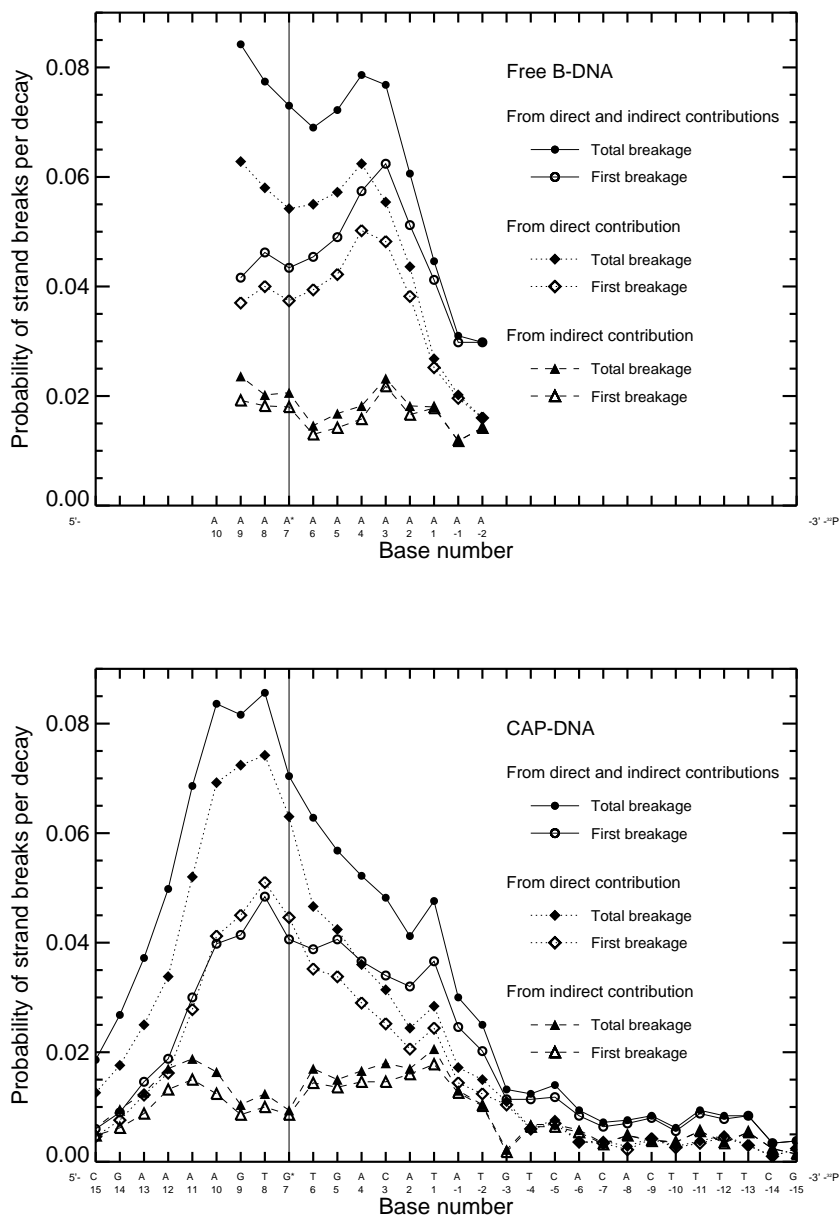 Probability of strand breaks per decay
0.08
0.06
0.04
0.02
0.00
Free B-DNA
From direct and indirect contributions
Total breakage
First breakage
From direct contribution
Total breakage
First breakage
From indirect contribution
Total breakage
First breakage
5'- A A A A* A A A A A A A A -3' -³²P
10 9 8 7 6 5 4 3 2 1 -1 -2
Base number
Probability of strand breaks per decay
0.08
0.06
0.04
0.02
0.00
CAP-DNA
From direct and indirect contributions
Total breakage
First breakage
From direct contribution
Total breakage
First breakage
From indirect contribution
Total breakage
First breakage
5'- C G A A A A G T G* T G A C A T A T G T C A C A C T T T T C G -3' -³²P
15 14 13 12 11 10 9 8 7 6 5 4 3 2 1 -1 -2 -3 -4 -5 -6 -7 -8 -9 -10 -11 -12 -13 -14 -15
Base number